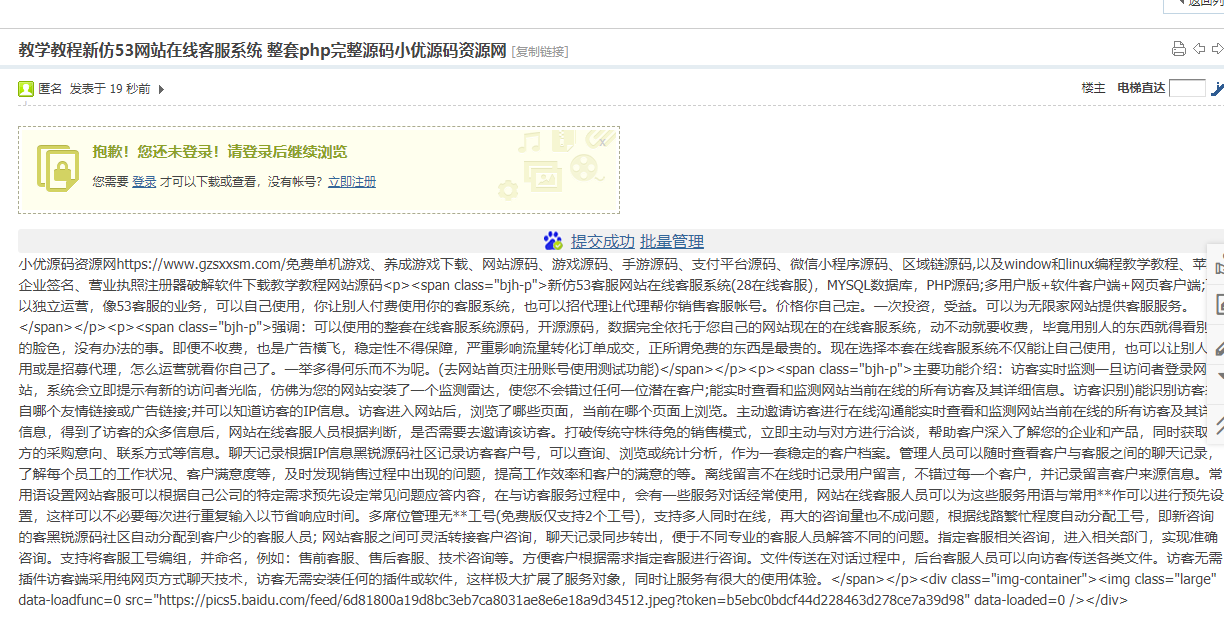 返回列
教学教程新仿53网站在线客服系统 整套php完整源码小优源码资源网 [复制链接]
匿名 发表于 19 秒前
楼主 电梯直达
抱歉！您还未登录！请登录后继续浏览
x
您需要 登录 才可以下载或查看，没有帐号？立即注册
提交成功 批量管理
小优源码资源网https://www.gzsxxsm.com/免费单机游戏、养成游戏下载、网站源码、游戏源码、手游源码、支付平台源码、微信小程序源码、区域链源码,以及window和linux编程教学教程、苹
企业签名、营业执照注册器破解软件下载教学教程网站源码<p><span class="bjh-p">新仿53客服网站在线客服系统(28在线客服)，MYSQL数据库，PHP源码;多用户版+软件客户端+网页客户端;
以独立运营，像53客服的业务，可以自己使用，你让别人付费使用你的客服系统，也可以招代理让代理帮你销售客服帐号。价格你自己定。一次投资，受益。可以为无限家网站提供客服服务。
</span></p><p><span class="bjh-p">强调：可以使用的整套在线客服系统源码，开源源码，数据完全依托于您自己的网站现在的在线客服系统，动不动就要收费，毕竟用别人的东西就得看别
的脸色，没有办法的事。即便不收费，也是广告横飞，稳定性不得保障，严重影响流量转化订单成交，正所谓免费的东西是最贵的。现在选择本套在线客服系统不仅能让自己使用，也可以让别人
用或是招募代理，怎么运营就看你自己了。一举多得何乐而不为呢。(去网站首页注册账号使用测试功能)</span></p><p><span class="bjh-p">主要功能介绍：访客实时监测一旦访问者登录网
站，系统会立即提示有新的访问者光临，仿佛为您的网站安装了一个监测雷达，使您不会错过任何一位潜在客户;能实时查看和监测网站当前在线的所有访客及其详细信息。访客识别)能识别访客
自哪个友情链接或广告链接;并可以知道访客的IP信息。访客进入网站后，浏览了哪些页面，当前在哪个页面上浏览。主动邀请访客进行在线沟通能实时查看和监测网站当前在线的所有访客及其详
信息，得到了访客的众多信息后，网站在线客服人员根据判断，是否需要去邀请该访客。打破传统守株待兔的销售模式，立即主动与对方进行洽谈，帮助客户深入了解您的企业和产品，同时获取
方的采购意向、联系方式等信息。聊天记录根据IP信息黑锐源码社区记录访客客户号，可以查询、浏览或统计分析，作为一套稳定的客户档案。管理人员可以随时查看客户与客服之间的聊天记录，
了解每个员工的工作状况、客户满意度等，及时发现销售过程中出现的问题，提高工作效率和客户的满意的等。离线留言不在线时记录用户留言，不错过每一个客户，并记录留言客户来源信息。常
用语设置网站客服可以根据自己公司的特定需求预先设定常见问题应答内容，在与访客服务过程中，会有一些服务对话经常使用，网站在线客服人员可以为这些服务用语与常用**作可以进行预先设
置，这样可以不必要每次进行重复输入以节省响应时间。多席位管理无**工号(免费版仅支持2个工号)，支持多人同时在线，再大的咨询量也不成问题，根据线路繁忙程度自动分配工号，即新咨询
的客黑锐源码社区自动分配到客户少的客服人员; 网站客服之间可灵活转接客户咨询，聊天记录同步转出，便于不同专业的客服人员解答不同的问题。指定客服相关咨询，进入相关部门，实现准确
咨询。支持将客服工号编组，并命名，例如：售前客服、售后客服、技术咨询等。方便客户根据需求指定客服进行咨询。文件传送在对话过程中，后台客服人员可以向访客传送各类文件。访客无需
插件访客端采用纯网页方式聊天技术，访客无需安装任何的插件或软件，这样极大扩展了服务对象，同时让服务有很大的使用体验。</span></p><div class="img-container"><img class="large"
data-loadfunc=0 src="https://pics5.baidu.com/feed/6d81800a19d8bc3eb7ca8031ae8e6e18a9d34512.jpeg?token=b5ebc0bdcf44d228463d278ce7a39d98" data-loaded=0 /></div>